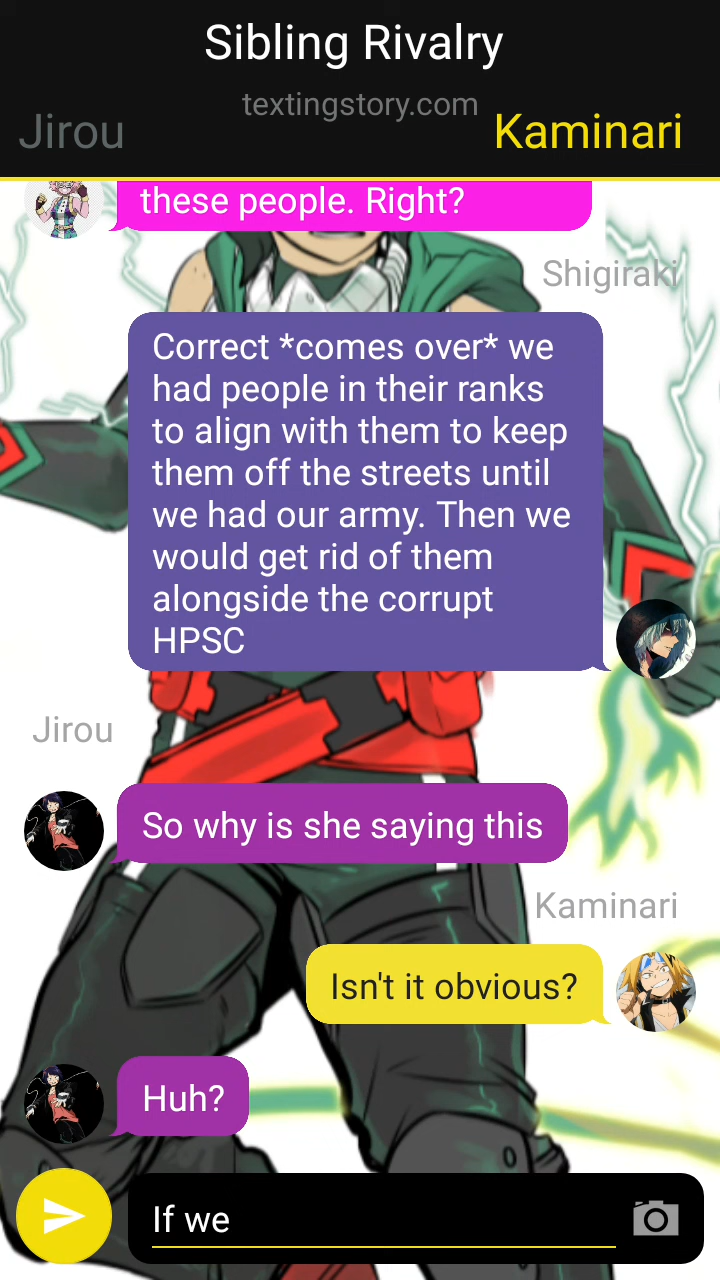 Sibling Rivalry
textingstory.com
Jirou
Kaminari
these people. Right?
Shigiraki
Correct *comes over* we
had people in their ranks
to align with them to keep
them off the streets until
we had our army. Then we
would get rid of them
alongside the corrupt
HPSC
Jirou
So why is she saying this
Kaminari
Isn't it obvious?
Huh?
If we